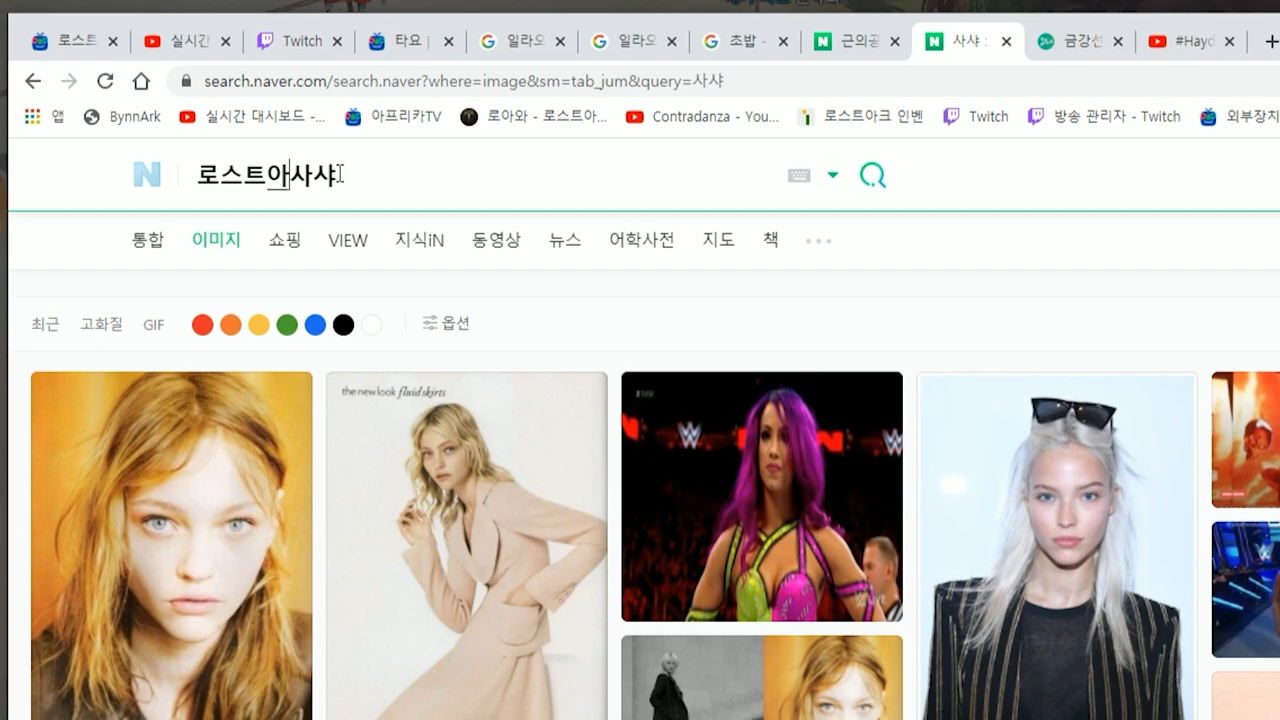 로스트 실시간 Twitch 타요 | 일라오 일라오 초밥 - 근의공 사샤 : 금강선 #Hayd
search.naver.com/search.naver?where=image&sm=tab_jum&query=사샤
앱 BynnArk 실시간 대시보드 -... 아프리카TV 로아와 - 로스트아... Contradanza - You... 로스트아크 인벤 Twitch 방송 관리자 - Twitch 외부장치
N 로스트아사샤
통합 이미지 쇼핑 VIEW 지식iN 동영상 뉴스 어학사전 지도 책
최근 고화질 GIF 옵션
the new look fluid skirts